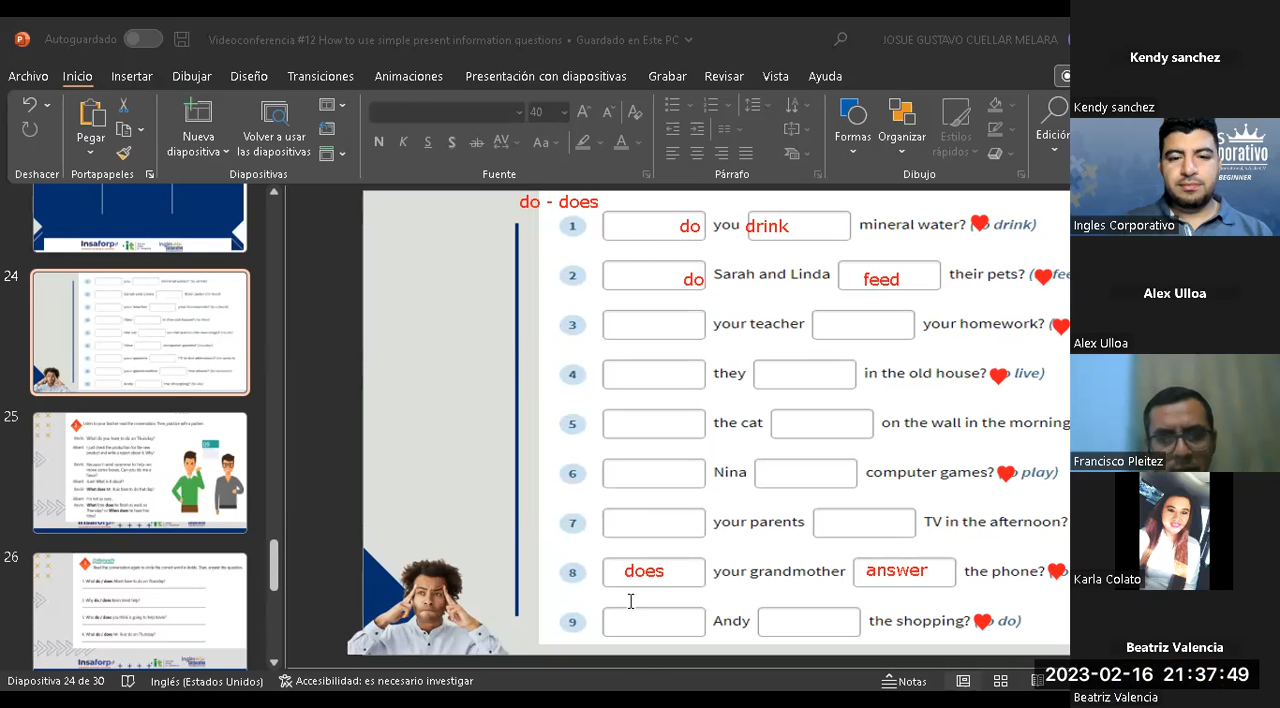 Autoguardado
Videoconferencia #12 How to use simple present information questions • Guardado en Este PC
JOSUE GUSTAVO CUELLAR MELARA
Archivo Inicio Insertar Dibujar Diseño Transiciones Animaciones Presentación con diapositivas Grabar Revisar Vista Ayuda
40
Pegar
Nueva diapositiva
Volver a usar las diapositivas
N K S S ab AV Aa A
Formas Organizar Estilos rápidos Edición
Deshacer Portapapeles Diapositivas Fuente Párrafo Dibujo
24
25
26
Insaforp
do - does
1 do you drink mineral water? drink)
2 do Sarah and Linda feed their pets? (
3 your teacher your homework?
4 they in the old house? live)
5 the cat on the wall in the morning
6 Nina computer games? play)
7 your parents TV in the afternoon?
8 does your grandmother answer the phone?
9 Andy the shopping? do)
Diapositiva 24 de 30 Inglés (Estados Unidos) Accesibilidad: es necesario investigar Notas
Kendy sanchez
Kendy sanchez
Ingles Corporativo
Alex Ulloa
Alex Ulloa
Francisco Pleitez
Karla Colato
Beatriz Valencia
2023-02-16 21:37:49
Beatriz Valencia